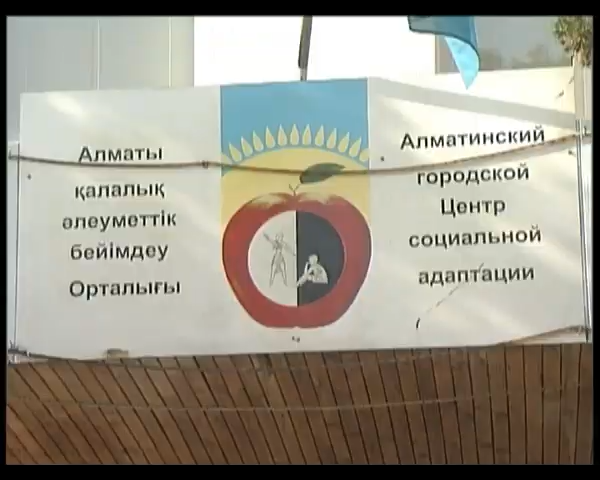 Алматы
қалалық
әлеуметтік
бейімдеу
Орталығы
Алматинский
городской
Центр
социальной
адаптации